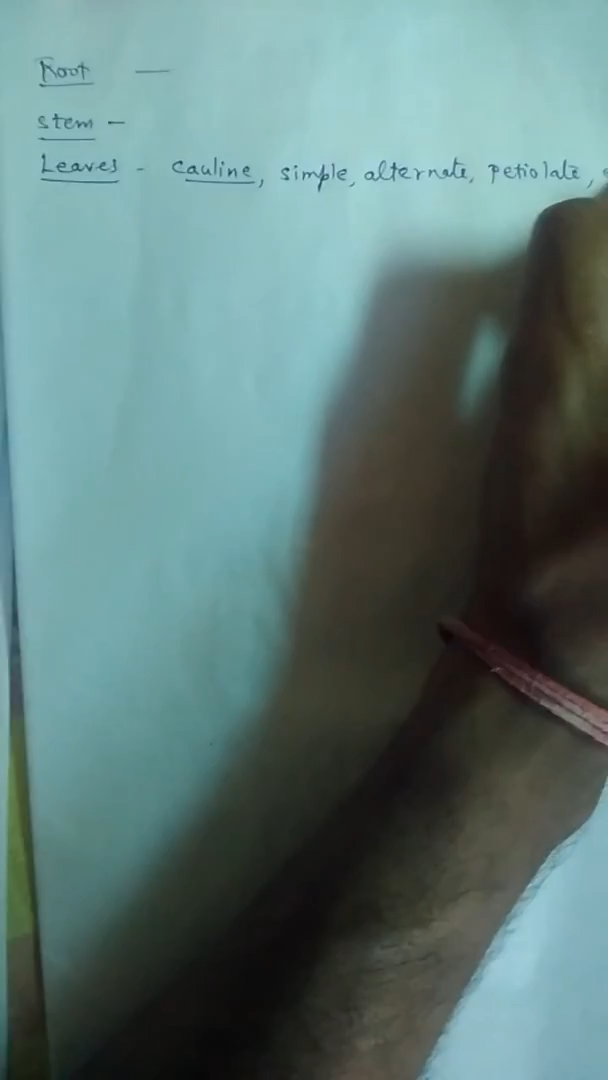 Root —
Stem –
Leaves - cauline, simple, alternate, petiolate,